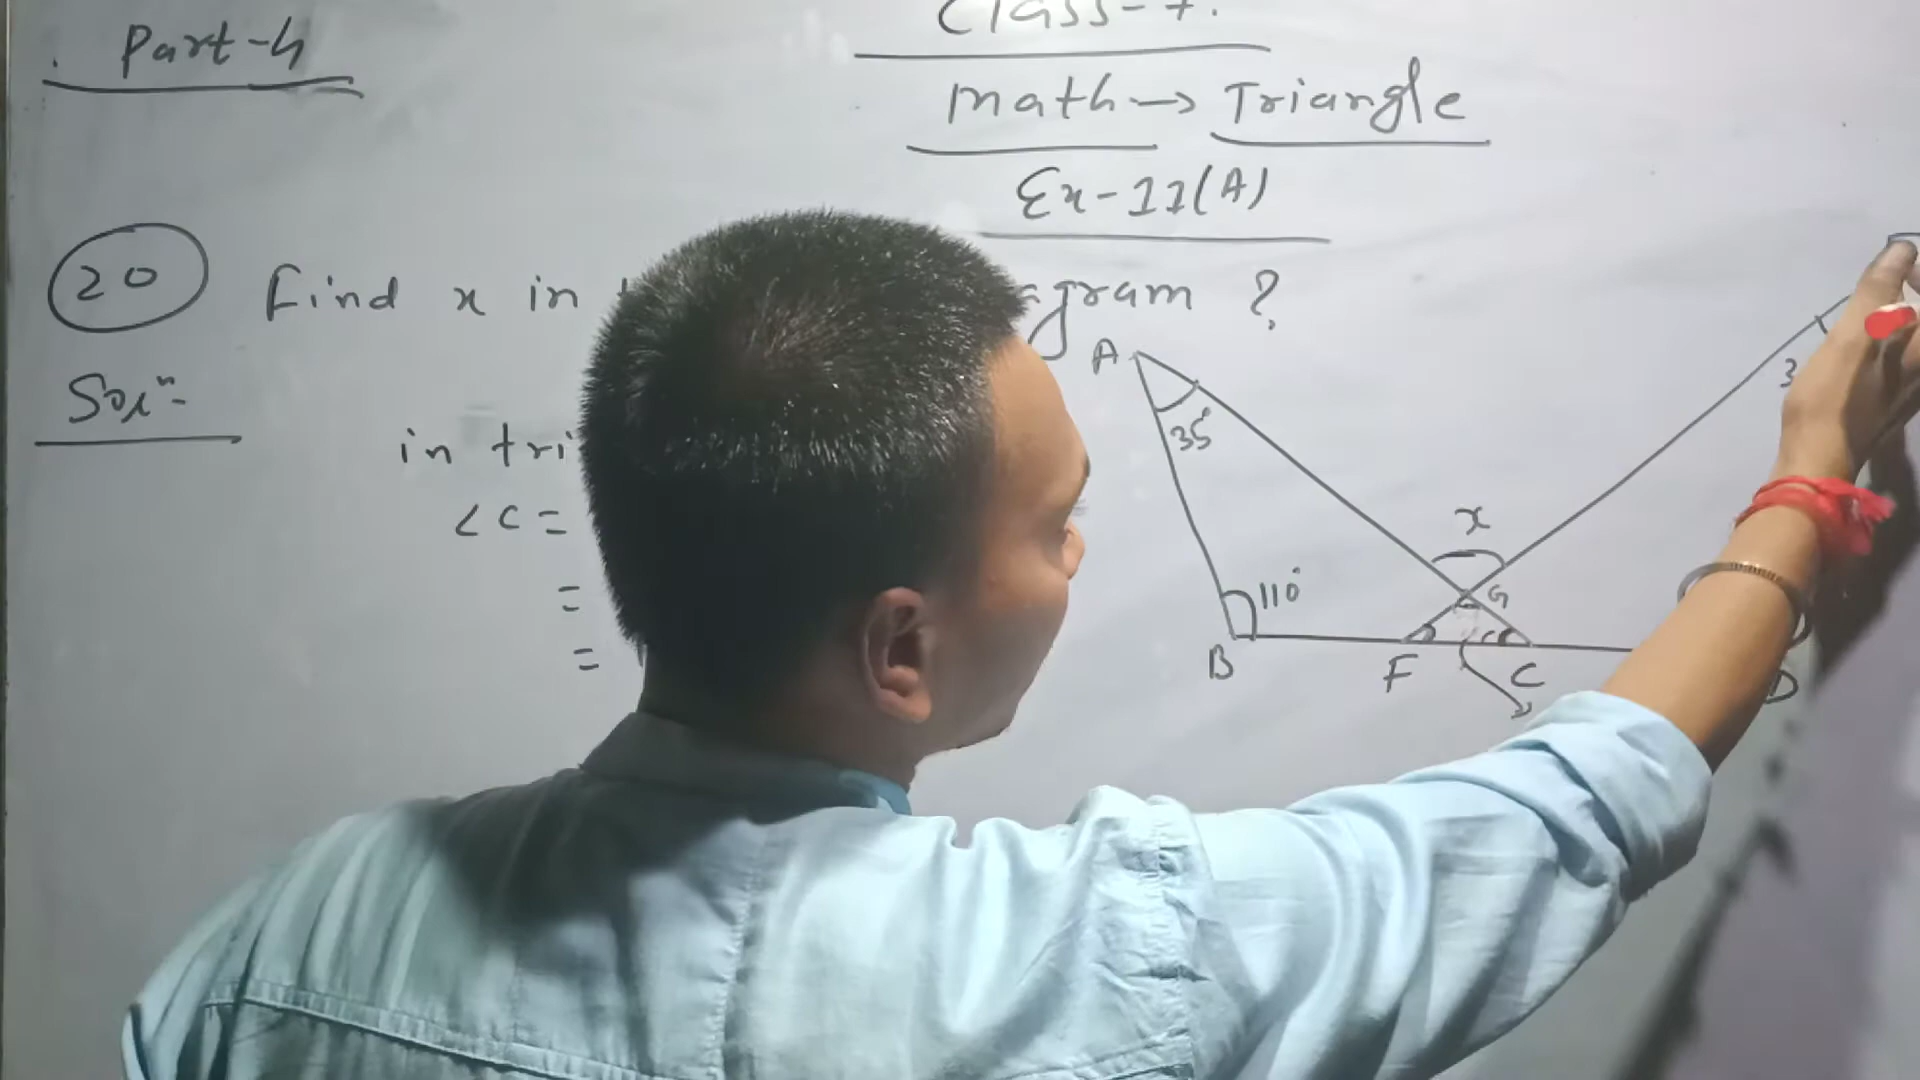 Part-4
Class-7.
Math → Triangle
Ex-11(A)
20 Find x in
gram ?
Sol
in tri
∠C =
=
=
A
35°
x
110°
G
B F C D
3